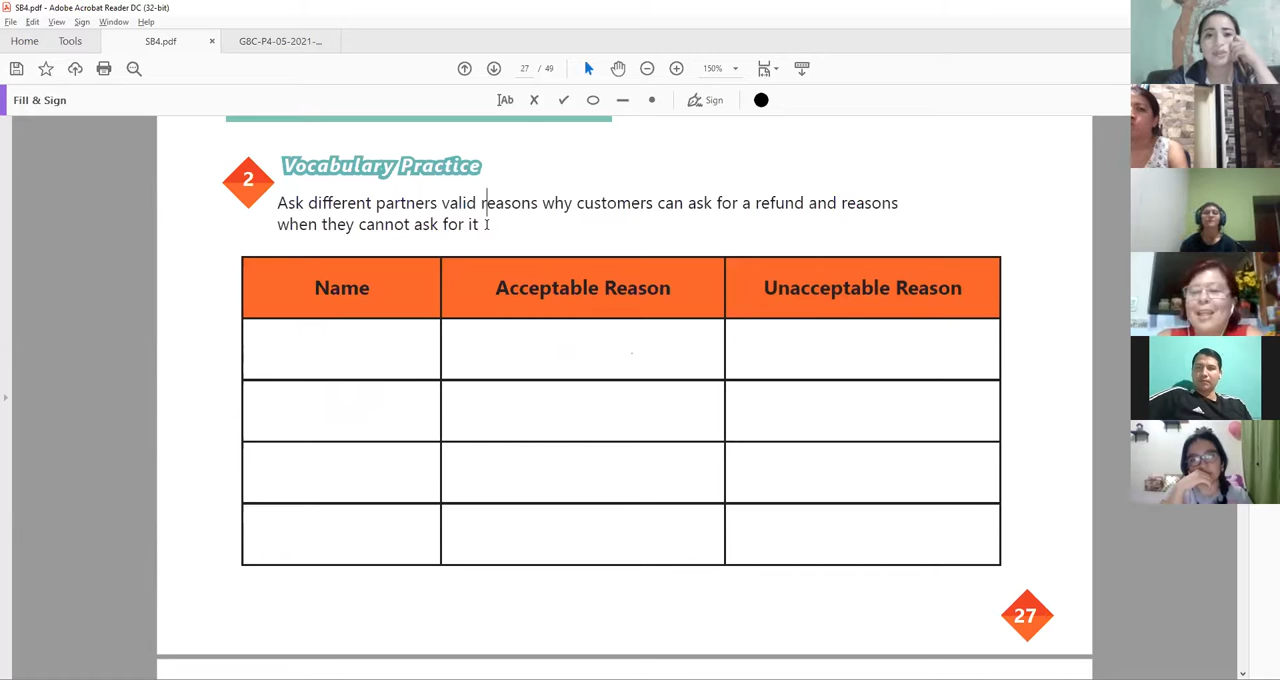 SB4.pdf - Adobe Acrobat Reader DC (32-bit)
File Edit View Sign Window Help
Home Tools SB4.pdf × GBC-P4-05-2021-...
27 / 49 150%
Fill & Sign Ab Sign
2 Vocabulary Practice
Ask different partners valid reasons why customers can ask for a refund and reasons
when they cannot ask for it
Name Acceptable Reason Unacceptable Reason
27